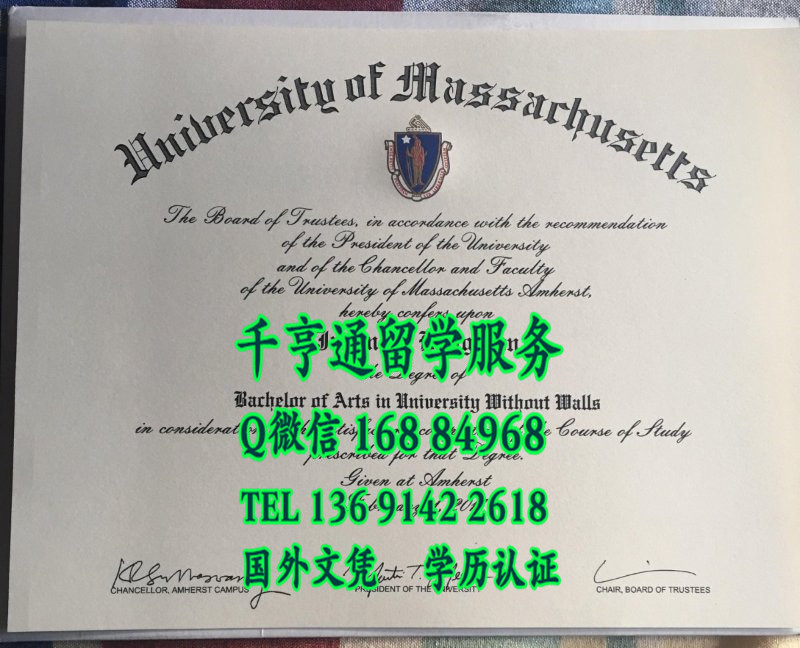 University of Massachusetts
The Board of Trustees, in accordance with the recommendation
of the President of the University
and of the Chancellor and Faculty
of the University of Massachusetts Amherst,
hereby confers upon
千亨通留学服务
Degree of
Bachelor of Arts in University Without Walls
in Course of Study
Q微信 168 84968
prescribed for that Degree.
Given at Amherst
TEL 136 9142 2618
国外文凭 学历认证
CHANCELLOR, AMHERST CAMPUS
PRESIDENT OF THE UNIVERSITY
CHAIR, BOARD OF TRUSTEES